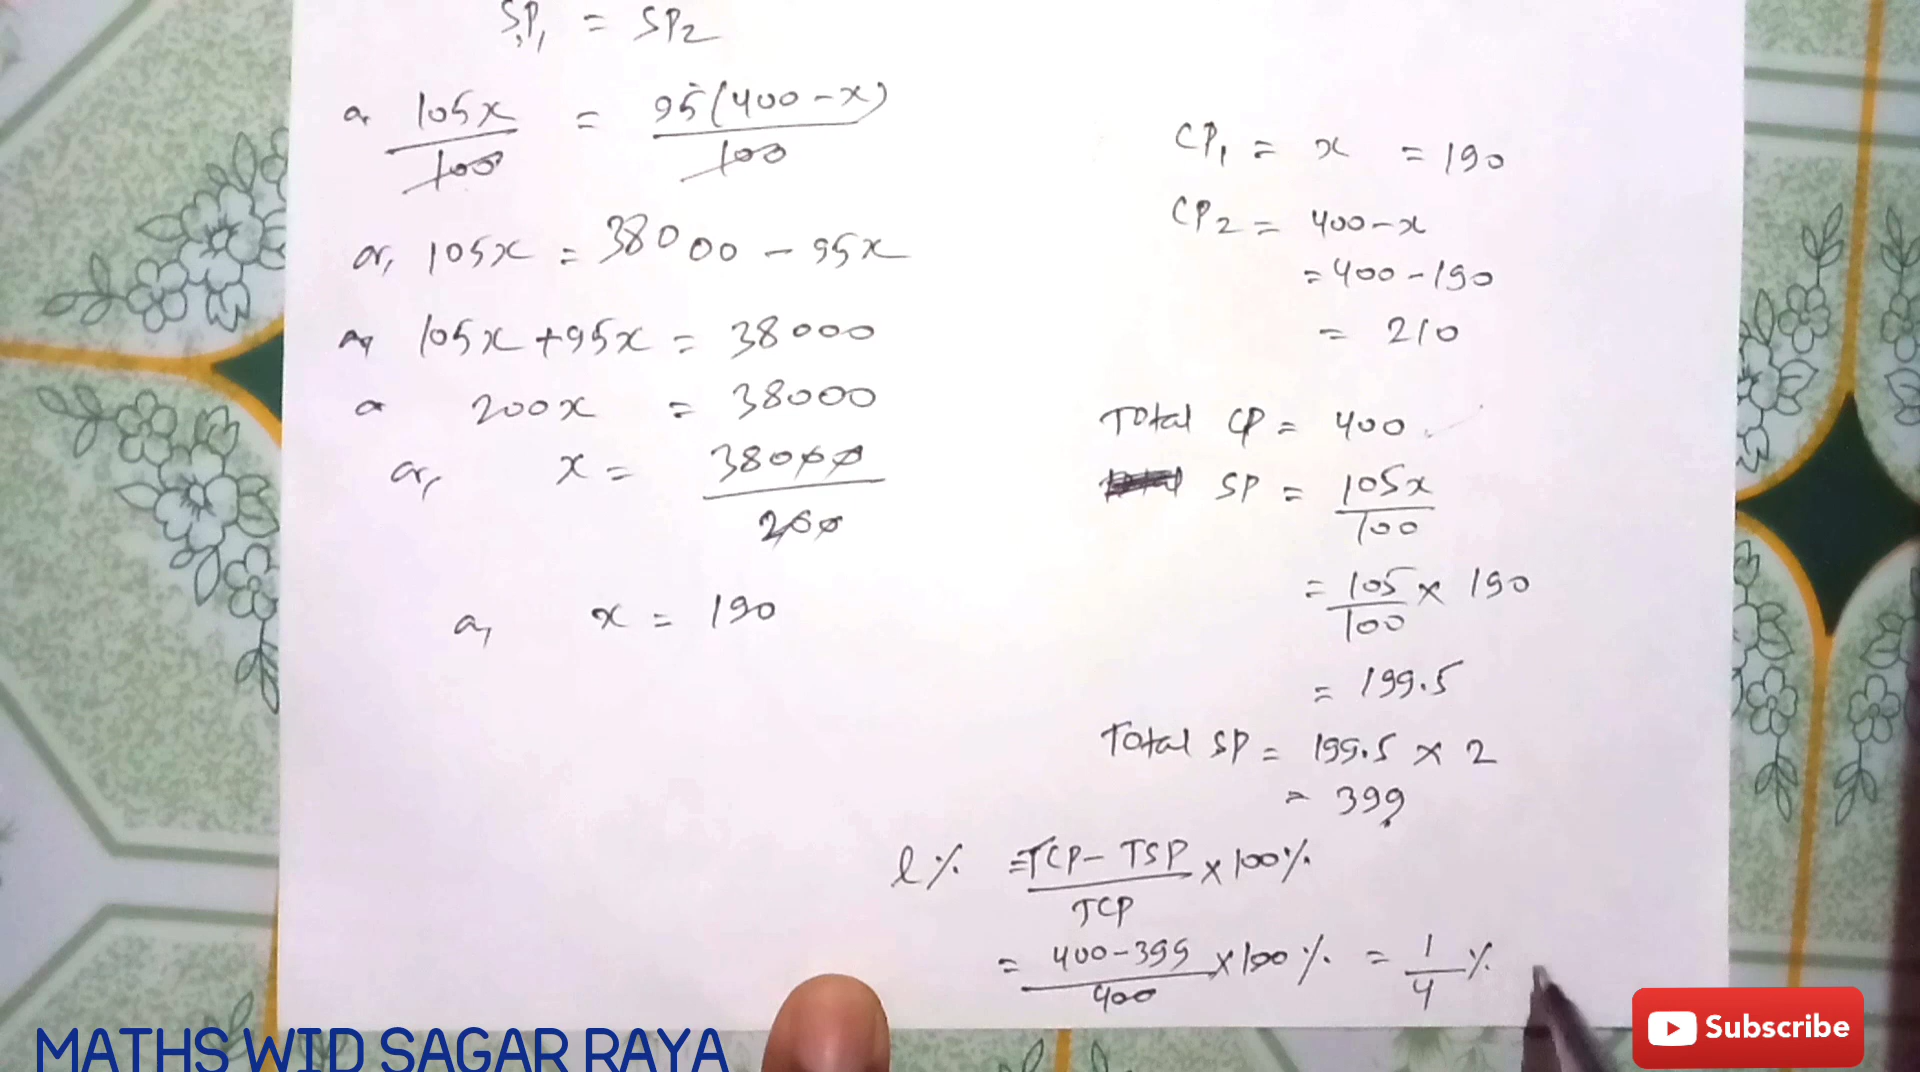 SP₁ = SP₂
a, 105x/100 = 95(400-x)/100
or, 105x = 38000 - 95x
or, 105x + 95x = 38000
or 200x = 38000
or, x = 38000/200
or, x = 190
CP₁ = x = 190
CP₂ = 400-x
= 400-190
= 210
Total CP = 400
SP = 105x/100
= 105/100 × 190
= 199.5
Total SP = 199.5 × 2
= 399
l% = TCP - TSP/TCP × 100%
= 400-399/400 × 100% = 1/4 %
MATHS WID SAGAR RAYA
Subscribe